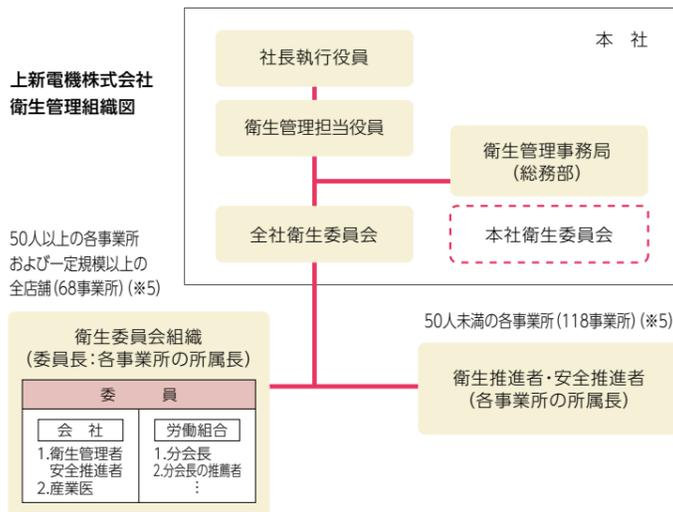 上新電機株式会社
衛生管理組織図
本　社
社長執行役員
衛生管理担当役員
衛生管理事務局
(総務部)
全社衛生委員会
本社衛生委員会
50人以上の各事業所
および一定規模以上の
全店舗(68事業所)(※5)
衛生委員会組織
(委員長：各事業所の所属長)
委　員
会　社
1.衛生管理者
安全推進者
2.産業医
労働組合
1.分会長
2.分会長の推薦者
⋮
50人未満の各事業所(118事業所)(※5)
衛生推進者・安全推進者
(各事業所の所属長)